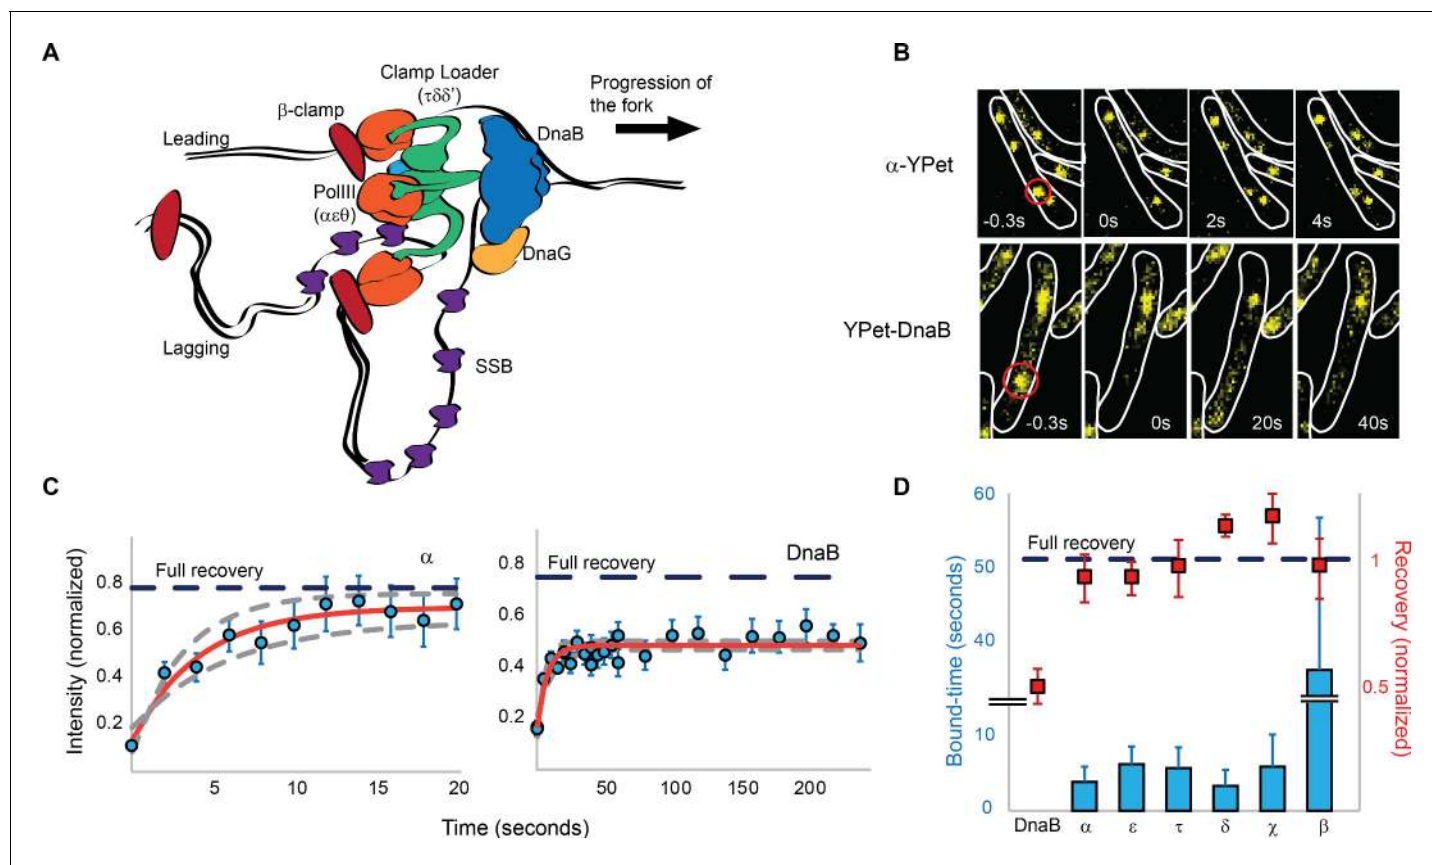 A
Clamp Loader
(τδδ')
Progression of
the fork
β-clamp
DnaB
Leading
PolIII
(αεθ)
DnaG
Lagging
SSB
B
α-YPet
-0.3s
0s
2s
4s
YPet-DnaB
-0.3s
0s
20s
40s
C
Intensity (normalized)
0.8
0.6
0.4
0.2
Full recovery
α
5
10
15
20
0.8
0.6
0.4
0.2
Full recovery
DnaB
50
100
150
200
Time (seconds)
D
Bound-time (seconds)
60
50
40
10
0
Full recovery
1
0.5
Recovery (normalized)
DnaB
α
ε
τ
δ
χ
β